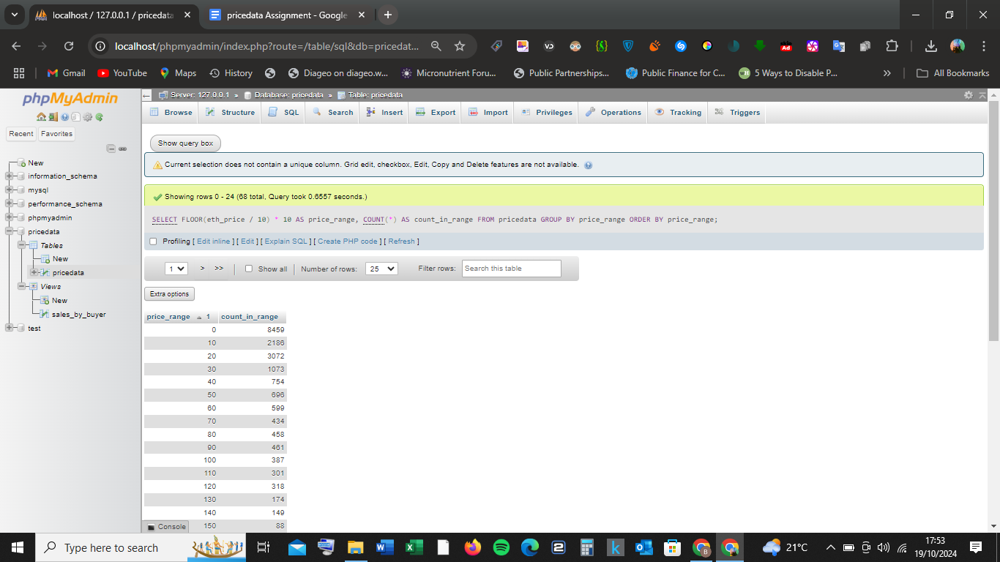 localhost / 127.0.0.1 / pricedata
pricedata Assignment - Google
localhost/phpmyadmin/index.php?route=/table/sql&db=pricedat...
Gmail
YouTube
Maps
History
Diageo on diageo.w...
Micronutrient Foru...
Public Partnerships...
Public Finance for C...
5 Ways to Disable P...
»
All Bookmarks
phpMyAdmin
Recent
Favorites
New
information_schema
mysql
performance_schema
phpmyadmin
pricedata
Tables
New
pricedata
Views
New
sales_by_buyer
test
Server: 127.0.0.1 » Database: pricedata » Table: pricedata
Browse
Structure
SQL
Search
Insert
Export
Import
Privileges
Operations
Tracking
Triggers
Show query box
Current selection does not contain a unique column. Grid edit, checkbox, Edit, Copy and Delete features are not available.
Showing rows 0 - 24 (68 total, Query took 0.6557 seconds.)
SELECT FLOOR(eth_price / 10) * 10 AS price_range, COUNT(*) AS count_in_range FROM pricedata GROUP BY price_range ORDER BY price_range;
Profiling [ Edit inline ] [ Edit ] [ Explain SQL ] [ Create PHP code ] [ Refresh ]
1 > >> Show all Number of rows: 25 Filter rows: Search this table
Extra options
price_range 1 count_in_range
0 8459
10 2186
20 3072
30 1073
40 754
50 696
60 599
70 434
80 458
90 461
100 387
110 301
120 318
130 174
140 149
150 88
Console
Type here to search
21°C
17:53
19/10/2024